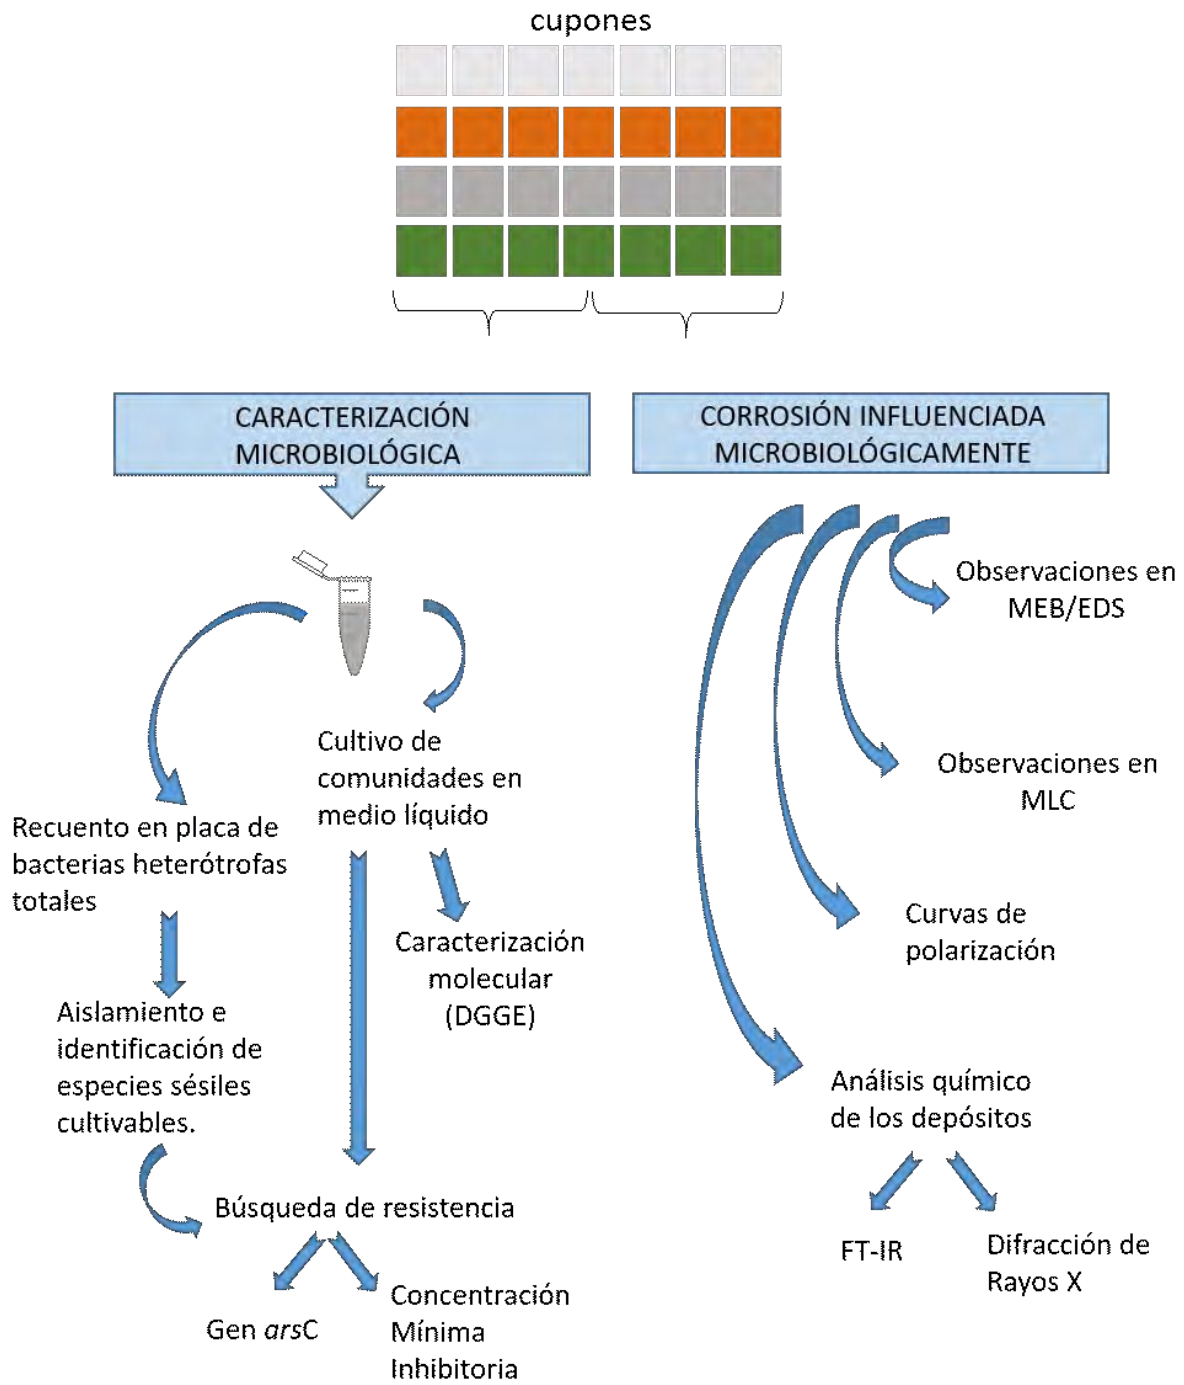 cupones
CARACTERIZACIÓN
MICROBIOLÓGICA
CORROSIÓN INFLUENCIADA
MICROBIOLÓGICAMENTE
Recuento en placa de
bacterias heterótrofas
totales
Aislamiento e
identificación de
especies sésiles
cultivables.
Cultivo de
comunidades en
medio líquido
Caracterización
molecular
(DGGE)
Búsqueda de resistencia
Gen arsC
Concentración
Mínima
Inhibitoria
Observaciones en
MEB/EDS
Observaciones en
MLC
Curvas de
polarización
Análisis químico
de los depósitos
FT-IR
Difracción de
Rayos X